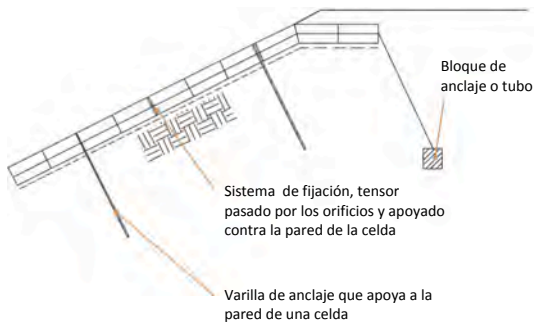 Bloque de
anclaje o tubo
Sistema de fijación, tensor
pasado por los orificios y apoyado
contra la pared de la celda
Varilla de anclaje que apoya a la
pared de una celda